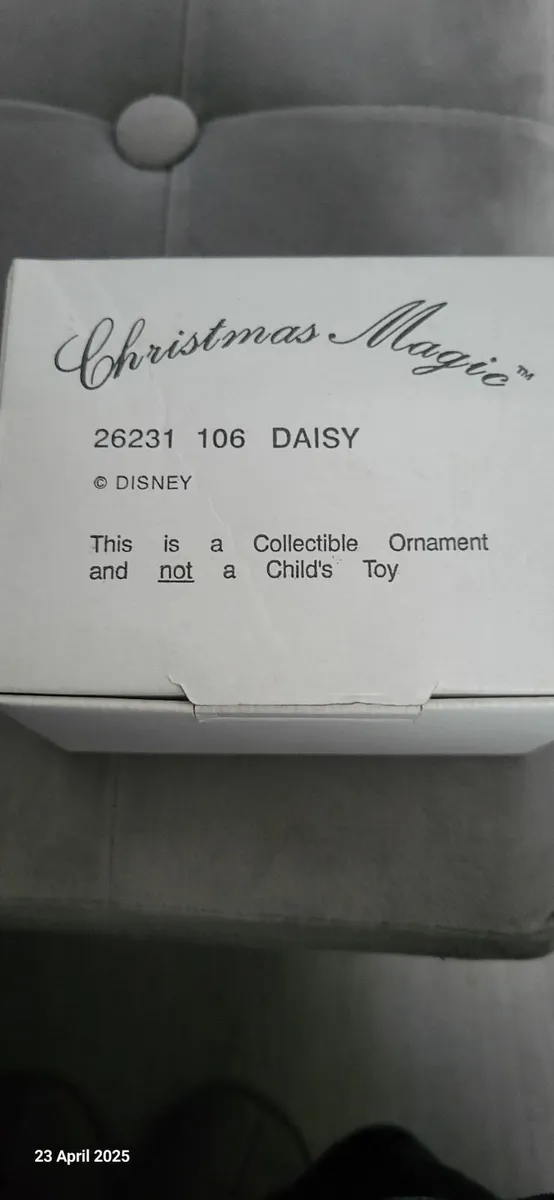 Christmas Magic™
26231 106 DAISY
© DISNEY
This is a Collectible Ornament
and not a Child's Toy
23 April 2025